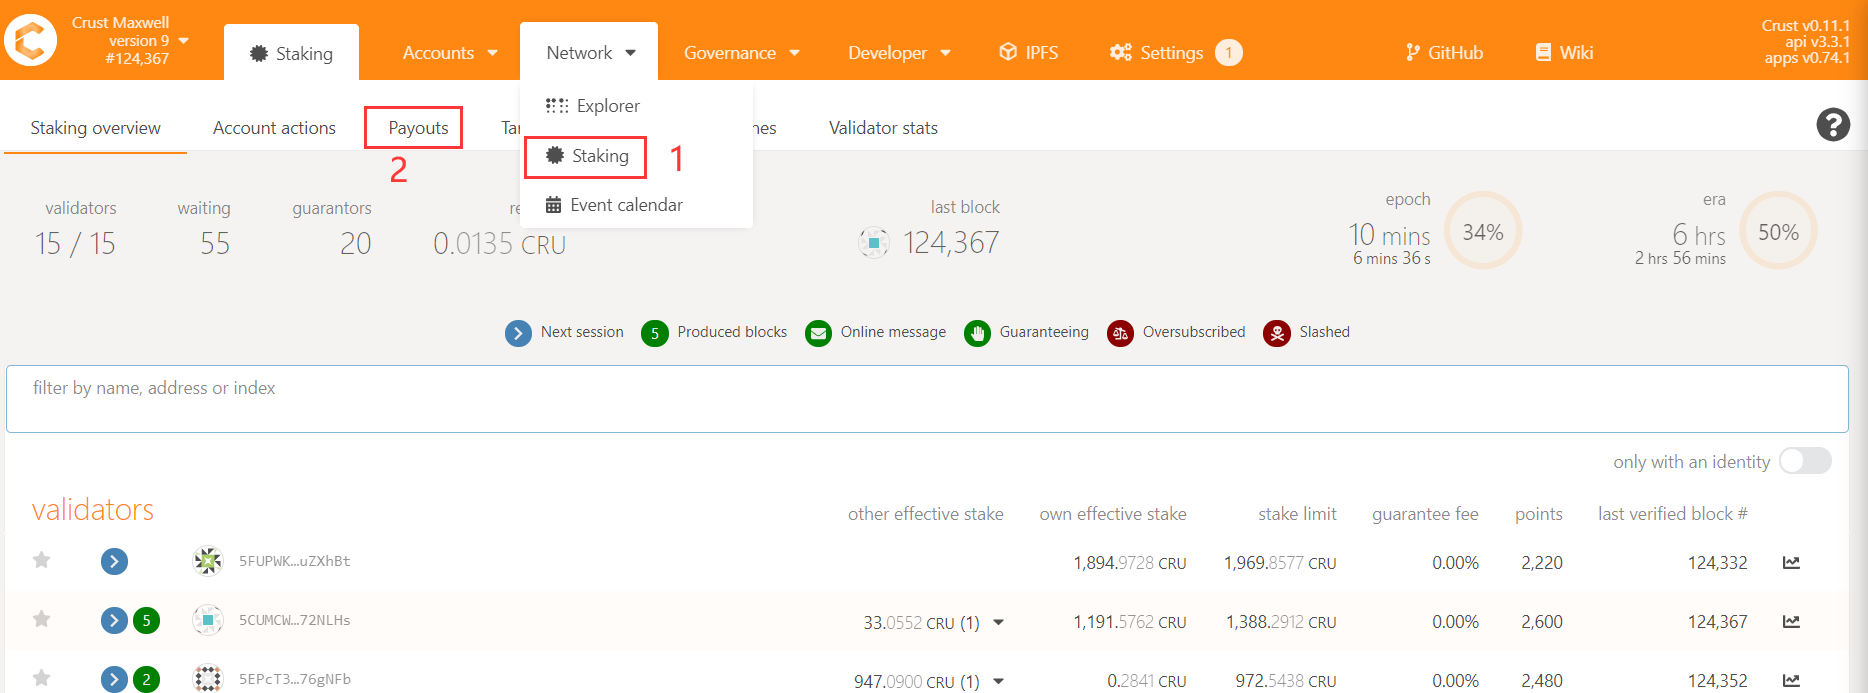 Crust Maxwell
version 9
#124,367
Staking
Accounts
Network
Governance
Developer
IPFS
Settings 1
GitHub
Wiki
Crust v0.11.1
api v3.3.1
apps v0.74.1
Explorer
Staking 1
Event calendar
Staking overview
Account actions
Payouts
2
Validator stats
validators
15 / 15
waiting
55
guarantors
20
0.0135 CRU
last block
124,367
epoch
10 mins
6 mins 36 s
34%
era
6 hrs
2 hrs 56 mins
50%
Next session
5 Produced blocks
Online message
Guaranteeing
Oversubscribed
Slashed
filter by name, address or index
only with an identity
validators other effective stake own effective stake stake limit guarantee fee points last verified block #
5FUPWK…uZXhBt 1,894.9728 CRU 1,969.8577 CRU 0.00% 2,220 124,332
5 5CUMCW…72NLHs 33.0552 CRU (1) 1,191.5762 CRU 1,388.2912 CRU 0.00% 2,600 124,367
2 5EPcT3…76gNFb 947.0900 CRU (1) 0.2841 CRU 972.5438 CRU 0.00% 2,480 124,352